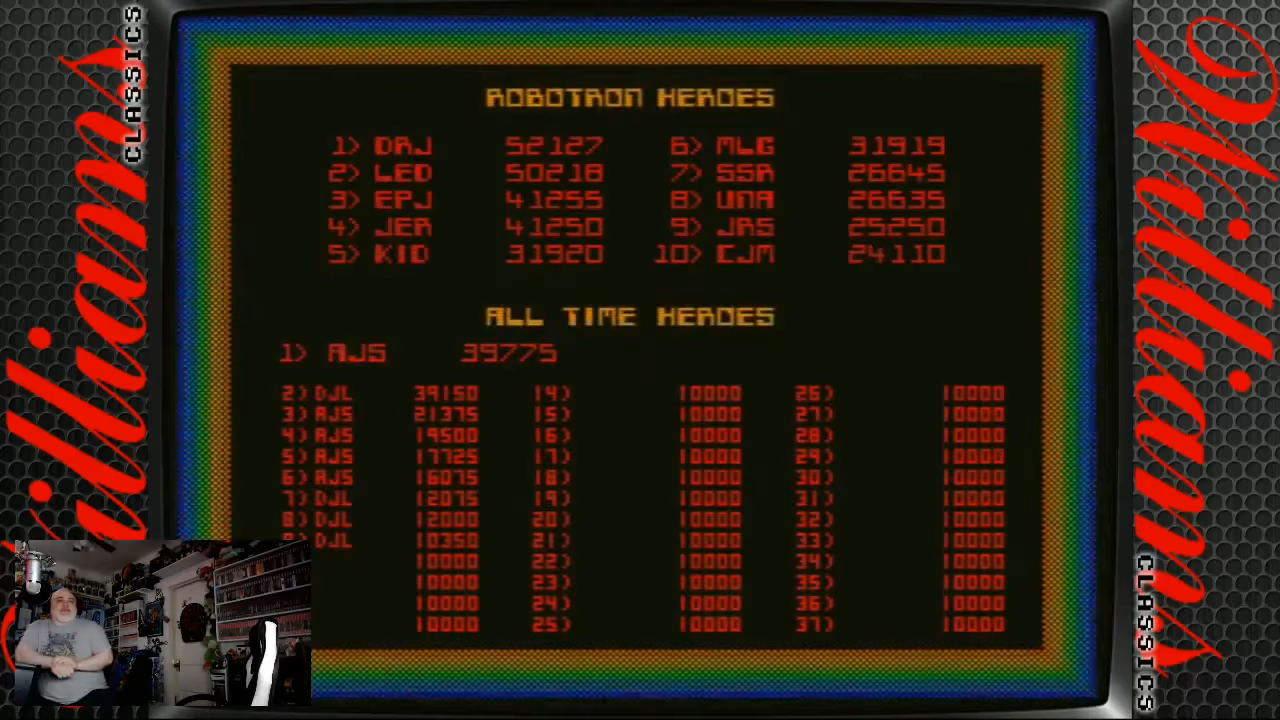 Williams
CLASSICS
ROBOTRON HEROES
1) DRJ 52127 6) MLG 31919
2) LED 50218 7) SSR 26645
3) EPJ 41255 8) UNA 26635
4) JER 41250 9) JRS 25250
5) KID 31920 10) CJM 24110
ALL TIME HEROES
1) AJS 39775
2) DJL 39150 14) 10000 26) 10000
3) AJS 21375 15) 10000 27) 10000
4) AJS 19500 16) 10000 28) 10000
5) AJS 17725 17) 10000 29) 10000
6) AJS 16075 18) 10000 30) 10000
7) DJL 12075 19) 10000 31) 10000
8) DJL 12000 20) 10000 32) 10000
DJL 10350 21) 10000 33) 10000
10000 22) 10000 34) 10000
10000 23) 10000 35) 10000
10000 24) 10000 36) 10000
10000 25) 10000 37) 10000
Williams
CLASSICS